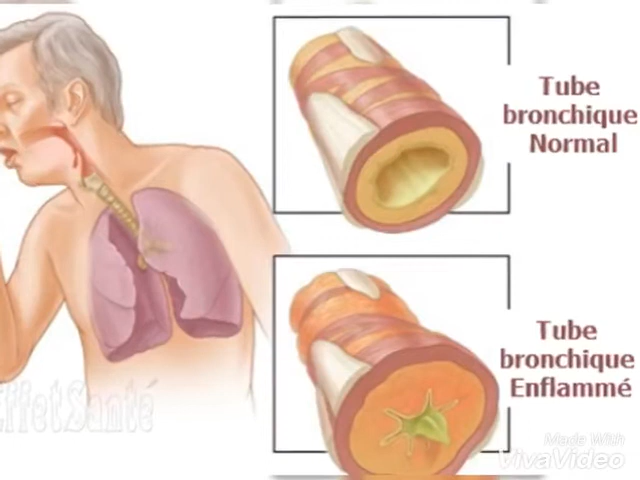 Tube
bronchique
Normal
Tube
bronchique
Enflammé
EffetSanté
Made With
VivaVideo